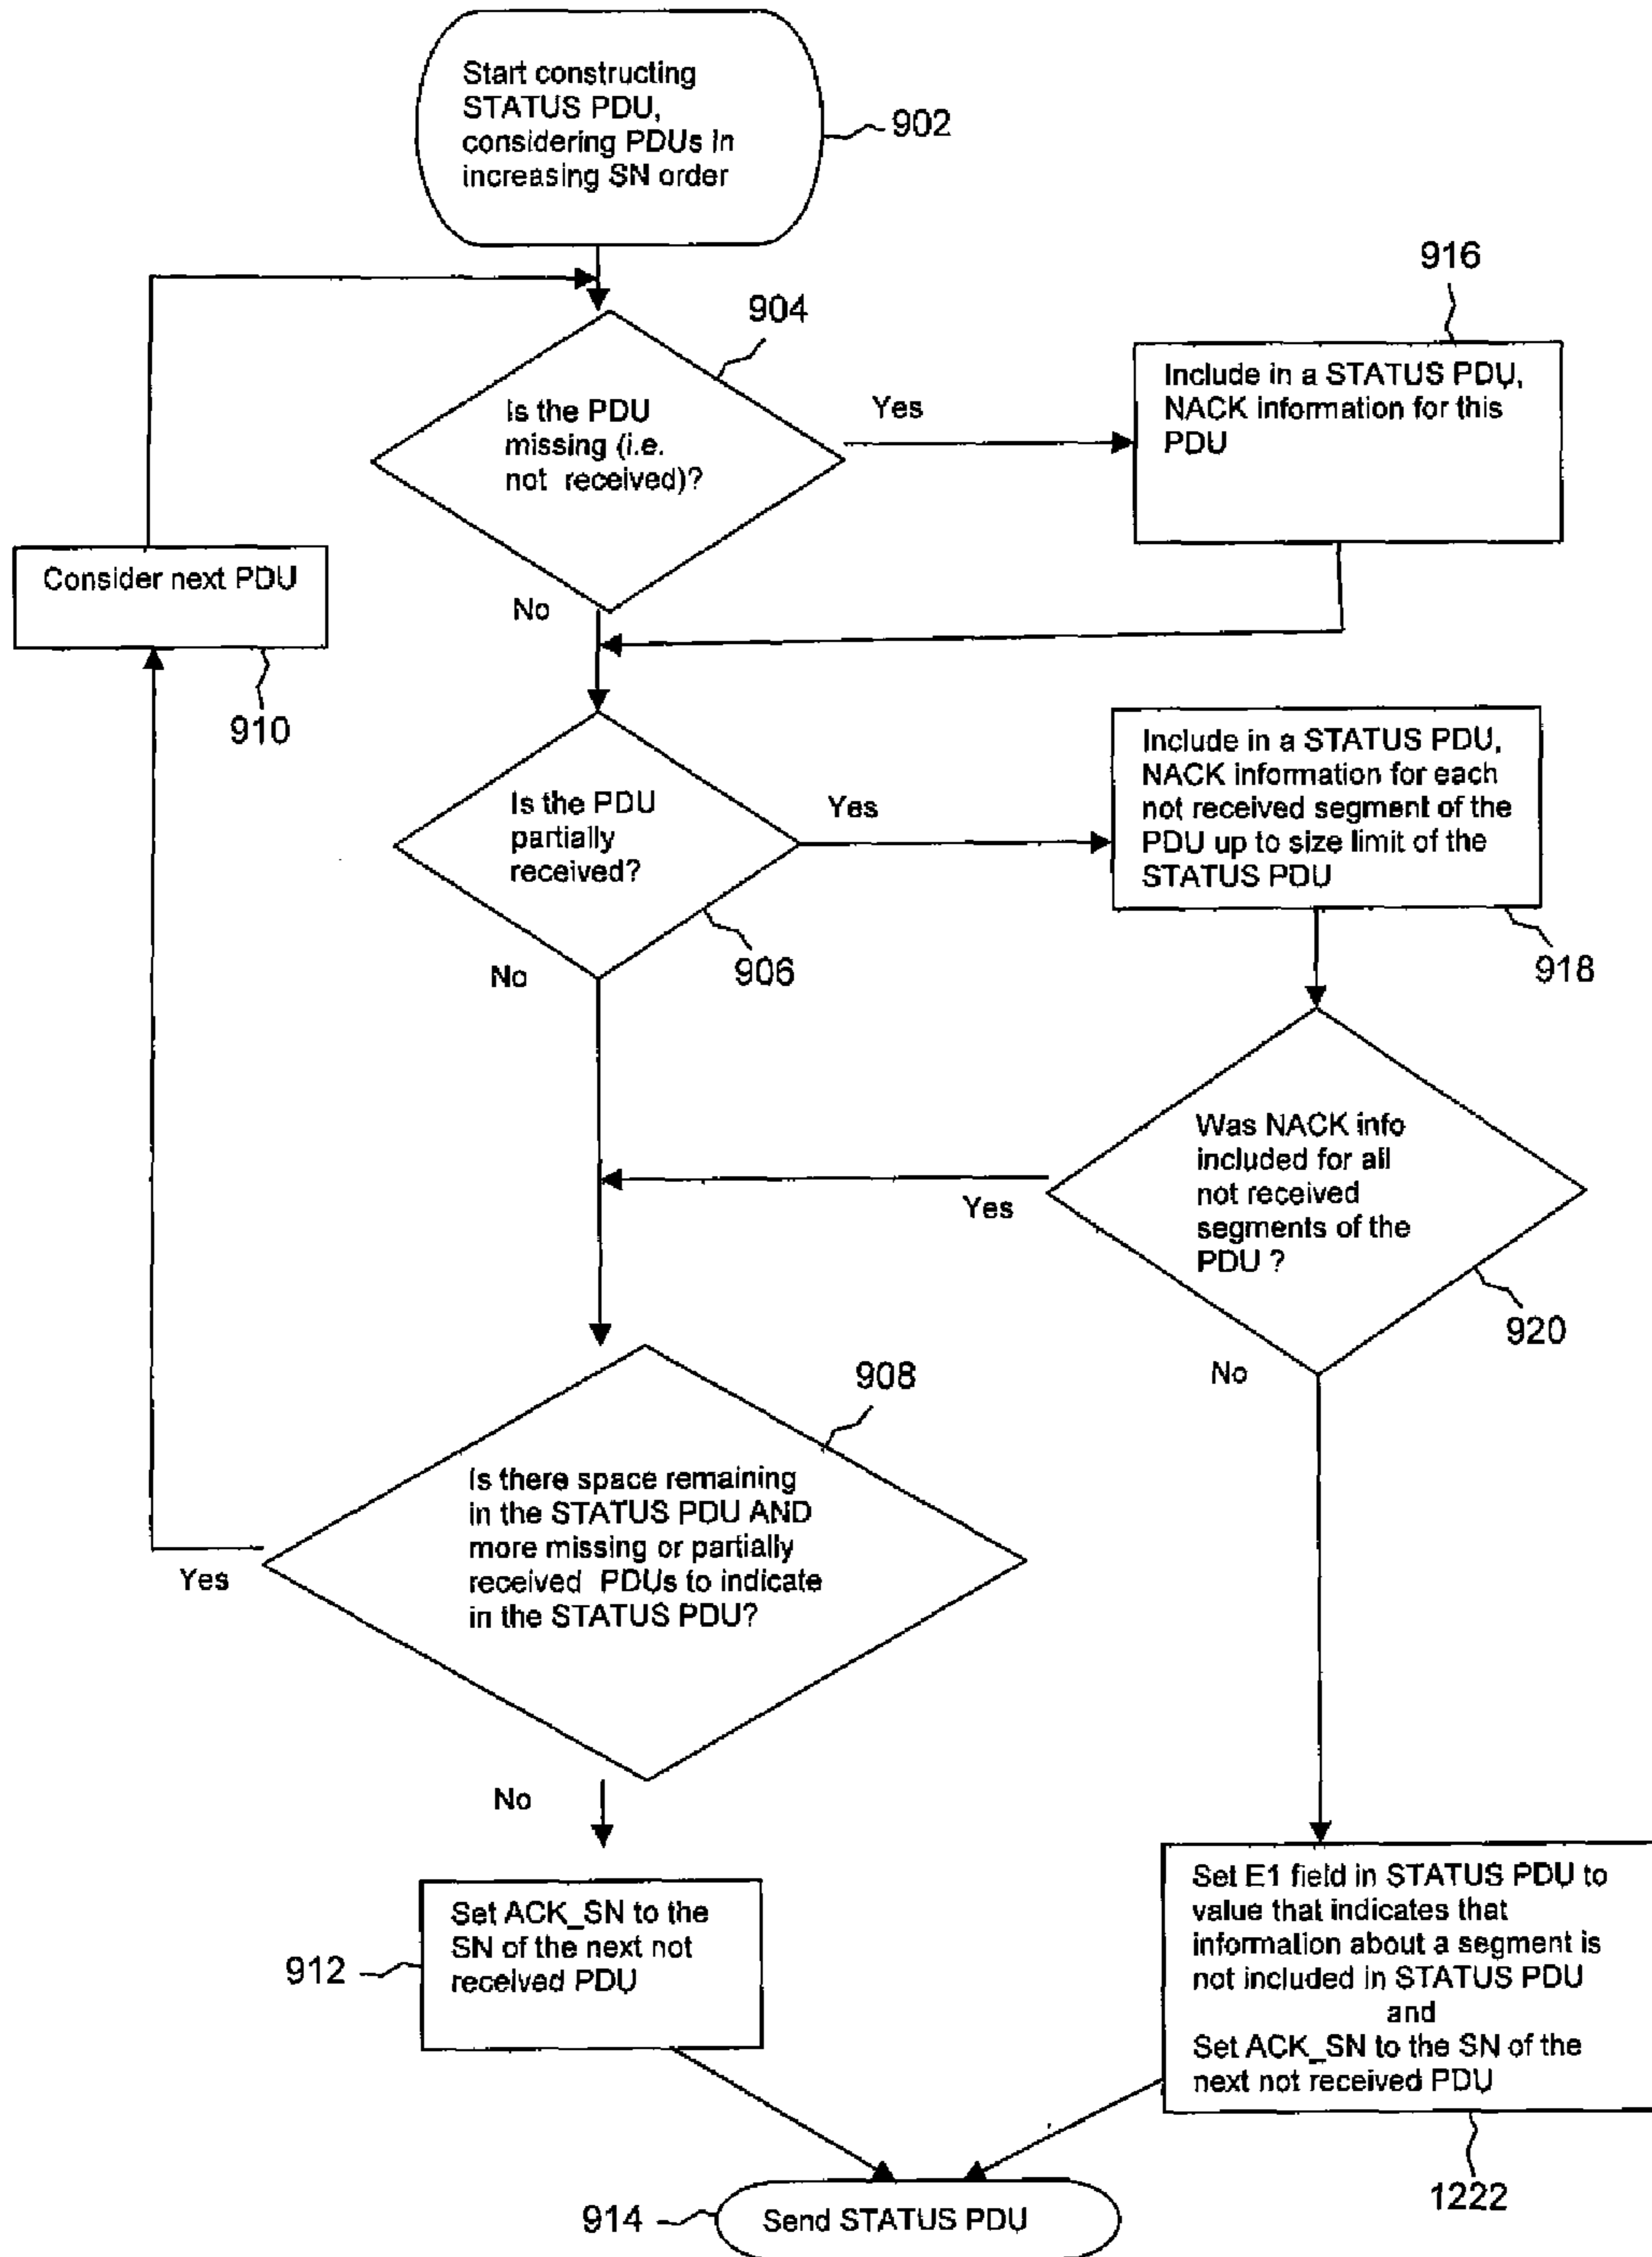 Start constructing
STATUS PDU,
considering PDUs in
increasing SN order
902
916
904
Is the PDU
missing (i.e.
not received)?
Yes
Include in a STATUS PDU,
NACK information for this
PDU
Consider next PDU
No
910
Is the PDU
partially
received?
Yes
Include in a STATUS PDU,
NACK information for each
not received segment of the
PDU up to size limit of the
STATUS PDU
906
No
918
Was NACK info
included for all
not received
segments of the
PDU ?
Yes
920
No
908
Is there space remaining
in the STATUS PDU AND
more missing or partially
received PDUs to indicate
in the STATUS PDU?
Yes
No
Set ACK_SN to the
SN of the next not
received PDU
912
Set E1 field in STATUS PDU to
value that indicates that
information about a segment is
not included in STATUS PDU
and
Set ACK_SN to the SN of the
next not received PDU
1222
914
Send STATUS PDU